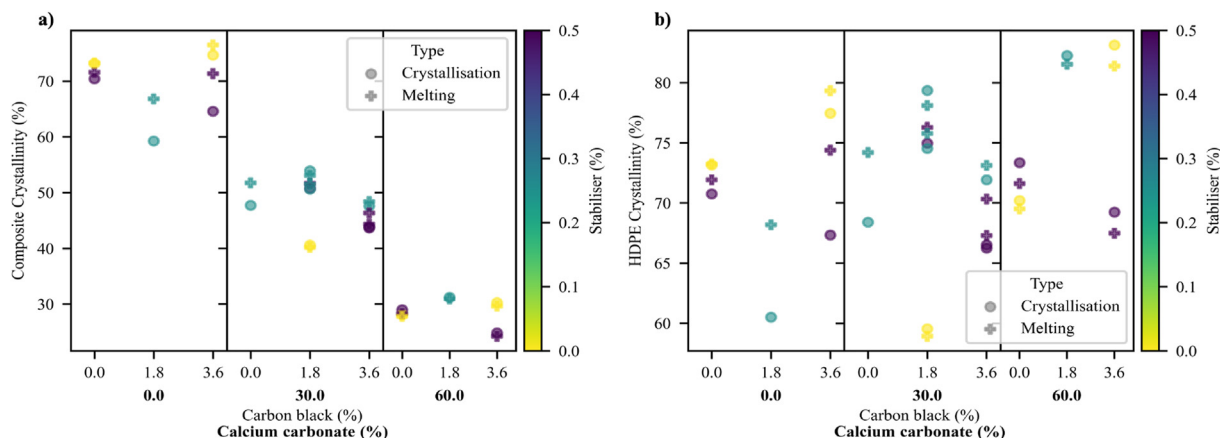 a)
Composite Crystallinity (%)
70
60
50
40
30
Type
Crystallisation
Melting
0.0 1.8 3.6 0.0 1.8 3.6 0.0 1.8 3.6
0.0 30.0 60.0
Carbon black (%)
Calcium carbonate (%)
0.5
0.4
0.3
0.2
0.1
0.0
Stabiliser (%)
b)
HDPE Crystallinity (%)
80
75
70
65
60
Type
Crystallisation
Melting
0.0 1.8 3.6 0.0 1.8 3.6 0.0 1.8 3.6
0.0 30.0 60.0
Carbon black (%)
Calcium carbonate (%)
0.5
0.4
0.3
0.2
0.1
0.0
Stabiliser (%)